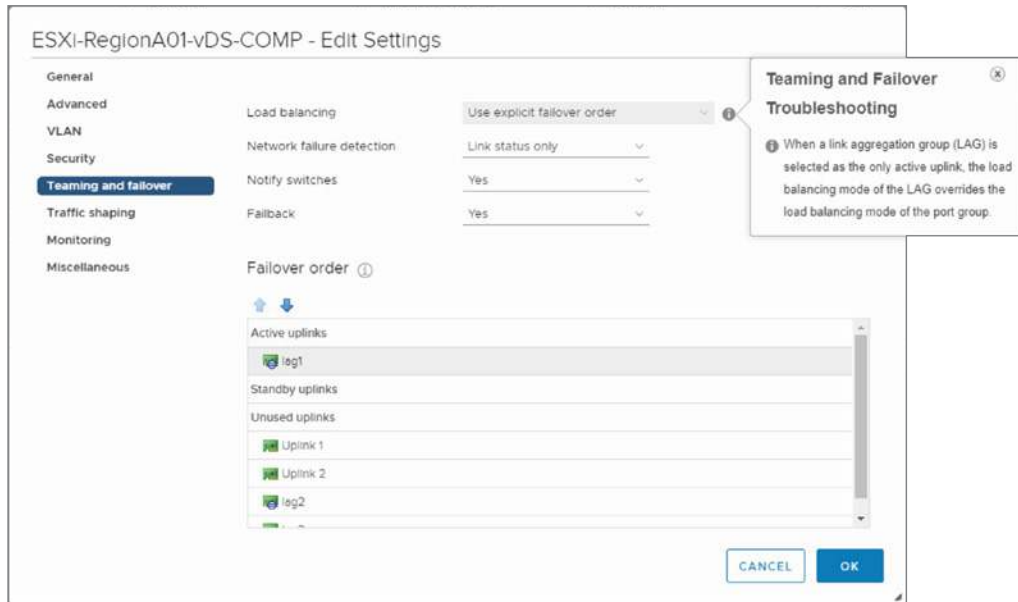 ESXi-RegionA01-vDS-COMP - Edit Settings
General
Advanced
VLAN
Security
Teaming and failover
Traffic shaping
Monitoring
Miscellaneous
Load balancing
Use explicit failover order
Network failure detection
Link status only
Notify switches
Yes
Failback
Yes
Teaming and Failover
Troubleshooting
When a link aggregation group (LAG) is
selected as the only active uplink, the load
balancing mode of the LAG overrides the
load balancing mode of the port group.
Failover order
Active uplinks
lag1
Standby uplinks
Unused uplinks
Uplink 1
Uplink 2
lag2
CANCEL
OK